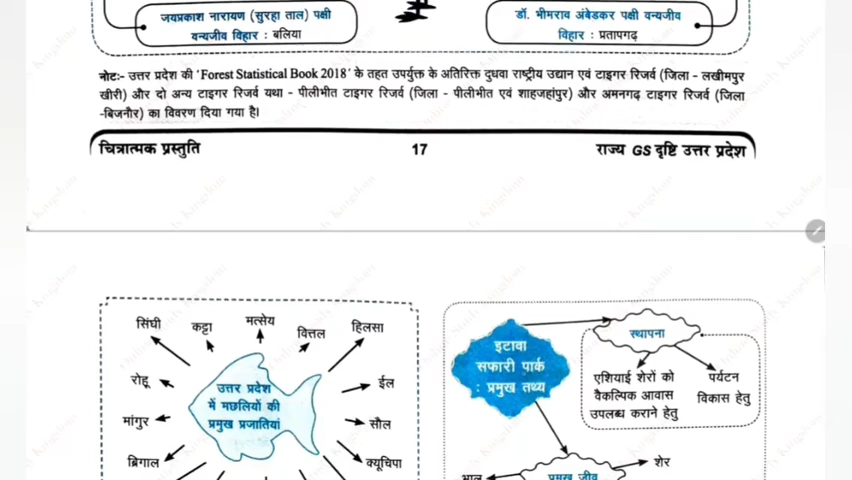 जयप्रकाश नारायण (सुरहा ताल) पक्षी
वन्यजीव विहार : बलिया
डॉ. भीमराव अंबेडकर पक्षी वन्यजीव
विहार : प्रतापगढ़
नोटः- उत्तर प्रदेश की 'Forest Statistical Book 2018' के तहत उपर्युक्त के अतिरिक्त दुधवा राष्ट्रीय उद्यान एवं टाइगर रिजर्व (जिला - लखीमपुर
खीरी) और दो अन्य टाइगर रिजर्व यथा - पीलीभीत टाइगर रिजर्व (जिला - पीलीभीत एवं शाहजहांपुर) और अमनगढ़ टाइगर रिजर्व (जिला
-बिजनौर) का विवरण दिया गया है।
चित्रात्मक प्रस्तुति
17
राज्य GS दृष्टि उत्तर प्रदेश
सिंघी
कट्टा
मत्सेय
वित्तल
हिलसा
रोहू
ईल
मांगुर
सौल
ब्रिगाल
क्यूचिपा
उत्तर प्रदेश
में मछलियों की
प्रमुख प्रजातियां
इटावा
सफारी पार्क
: प्रमुख तथ्य
स्थापना
एशियाई शेरों को
वैकल्पिक आवास
उपलब्ध कराने हेतु
पर्यटन
विकास हेतु
भालू
प्रमुख जीव
शेर